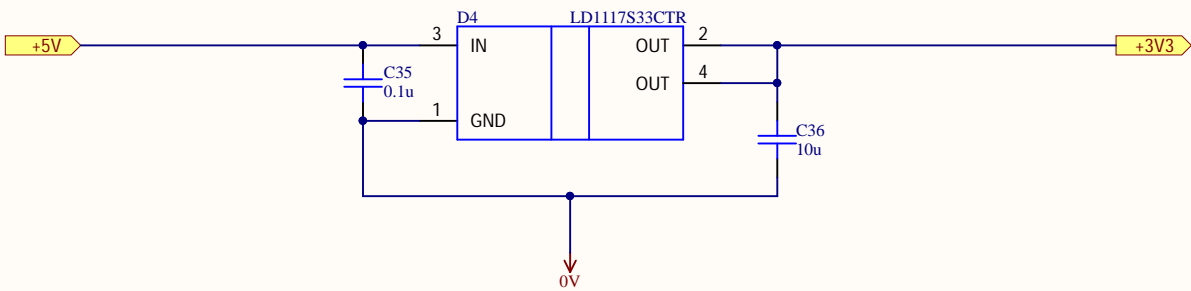 D4 LD1117S33CTR
+5V 3 IN OUT 2 +3V3
C35 OUT 4
0.1u
1 GND
C36
10u
0V